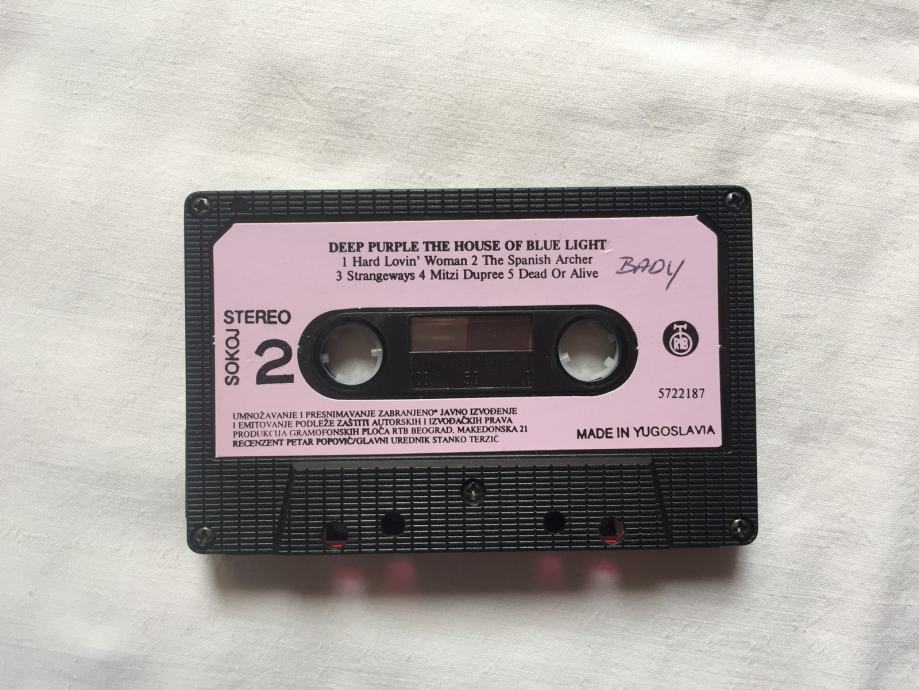 DEEP PURPLE THE HOUSE OF BLUE LIGHT
1 Hard Lovin' Woman 2 The Spanish Archer
3 Strangeways 4 Mitzi Dupree 5 Dead Or Alive
BADY
STEREO
SOKOJ
2
RTB
5722187
UMNOŽAVANJE I PRESNIMAVANJE ZABRANJENO* JAVNO IZVOĐENJE
I EMITOVANJE PODLEŽE ZAŠTITI AUTORSKIH I IZVOĐAČKIH PRAVA
PRODUKCIJA GRAMOFONSKIH PLOČA RTB BEOGRAD, MAKEDONSKA 21
RECENZENT PETAR POPOVIĆ/GLAVNI UREDNIK STANKO TERZIĆ
MADE IN YUGOSLAVIA